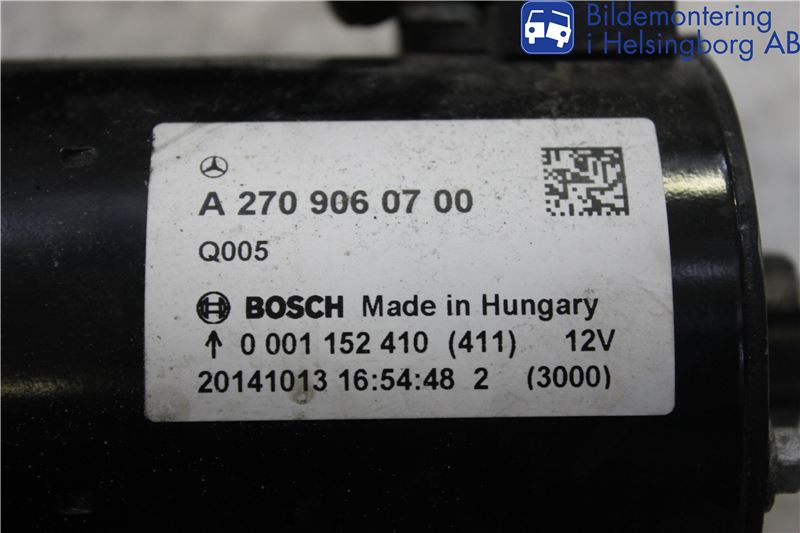 Bildemontering
i Helsingborg AB
A 270 906 07 00
Q005
BOSCH Made in Hungary
↑ 0 001 152 410 (411) 12V
20141013 16:54:48 2 (3000)